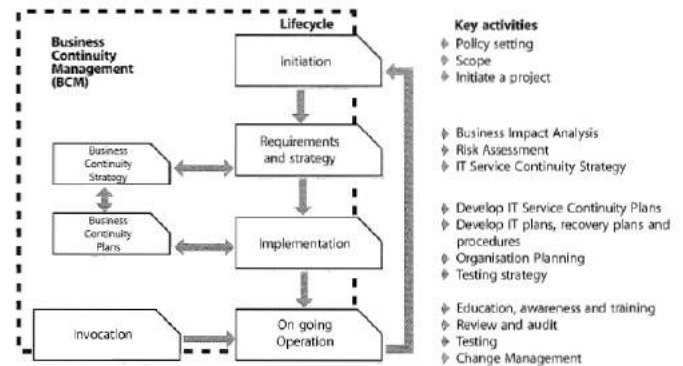 Lifecycle
Key activities
Business
Continuity
Management
(BCM)
Initiation
Policy setting
Scope
Initiate a project
Business
Continuity
Strategy
Requirements
and strategy
Business Impact Analysis
Risk Assessment
IT Service Continuity Strategy
Business
Continuity
Plans
Implementation
Develop IT Service Continuity Plans
Develop IT plans, recovery plans and
procedures
Organisation Planning
Testing strategy
Invocation
On going
Operation
Education, awareness and training
Review and audit
Testing
Change Management